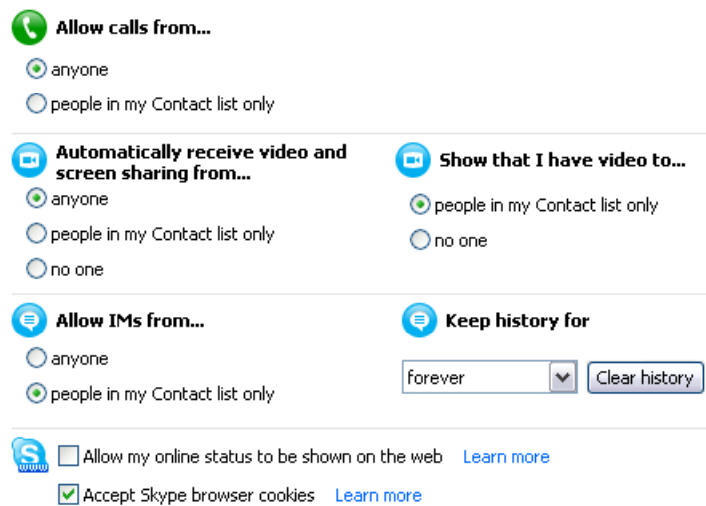 Allow calls from...
anyone
people in my Contact list only
Automatically receive video and
screen sharing from...
anyone
people in my Contact list only
no one
Show that I have video to...
people in my Contact list only
no one
Allow IMs from...
anyone
people in my Contact list only
Keep history for
forever
Clear history
Allow my online status to be shown on the web Learn more
Accept Skype browser cookies Learn more